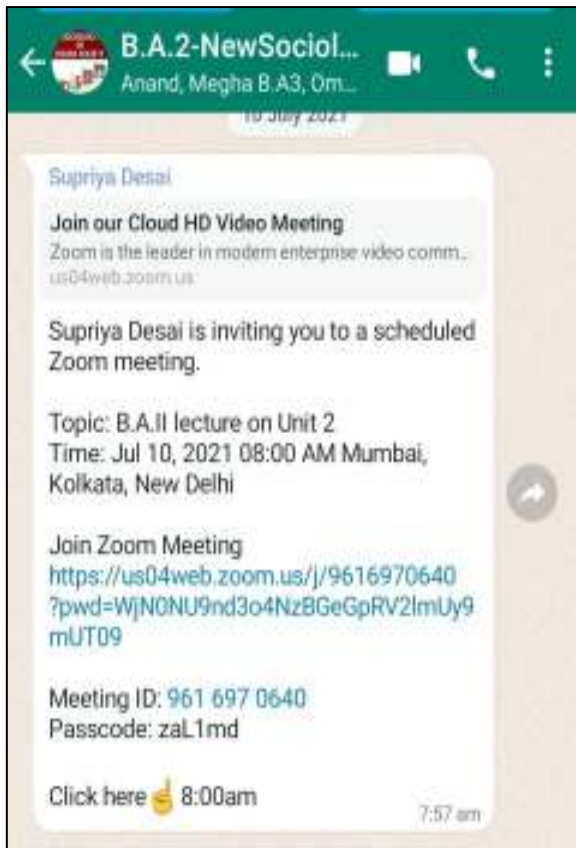 B.A.2-NewSociol...
Anand, Megha B.A3, Om...
10 July 2021
Supriya Desai
Join our Cloud HD Video Meeting
Zoom is the leader in modern enterprise video comm...
us04web.zoom.us
Supriya Desai is inviting you to a scheduled
Zoom meeting.
Topic: B.A.II lecture on Unit 2
Time: Jul 10, 2021 08:00 AM Mumbai,
Kolkata, New Delhi
Join Zoom Meeting
https://us04web.zoom.us/j/9616970640
?pwd=WjN0NU9nd3o4NzBGeGpRV2lmUy9
mUT09
Meeting ID: 961 697 0640
Passcode: zaL1md
Click here☝8:00am
7:57 am